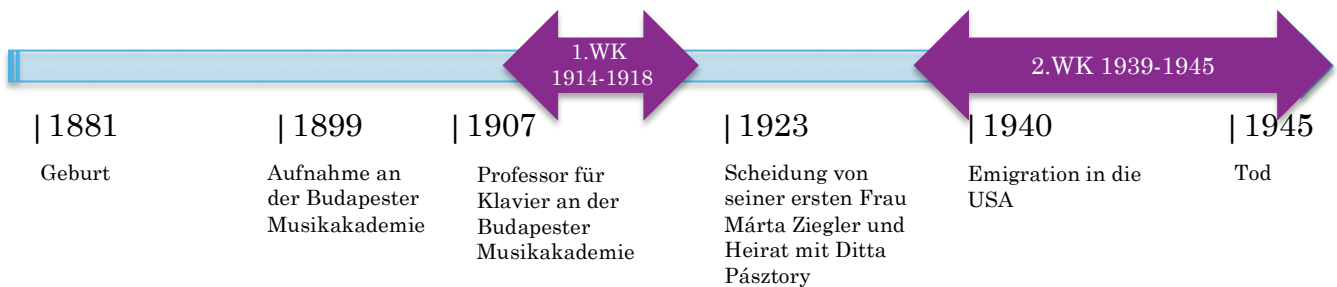 1.WK
1914-1918
2.WK 1939-1945
|1881
Geburt
|1899
Aufnahme an
der Budapester
Musikakademie
|1907
Professor für
Klavier an der
Budapester
Musikakademie
|1923
Scheidung von
seiner ersten Frau
Márta Ziegler und
Heirat mit Ditta
Pásztory
|1940
Emigration in die
USA
|1945
Tod